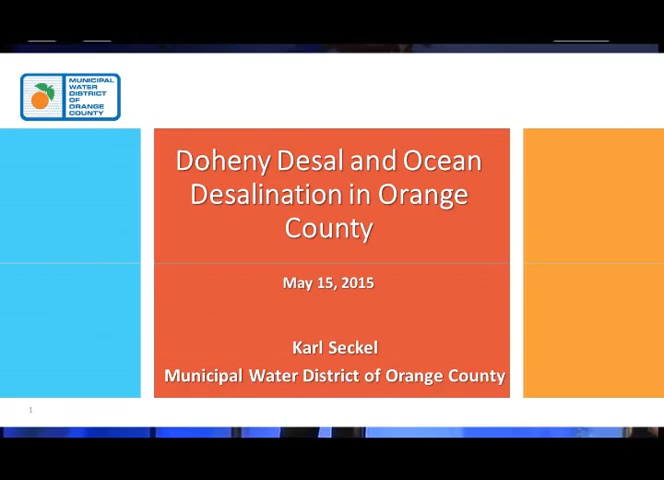 MUNICIPAL
WATER
DISTRICT
OF
ORANGE
COUNTY
Doheny Desal and Ocean
Desalination in Orange
County
May 15, 2015
Karl Seckel
Municipal Water District of Orange County
1